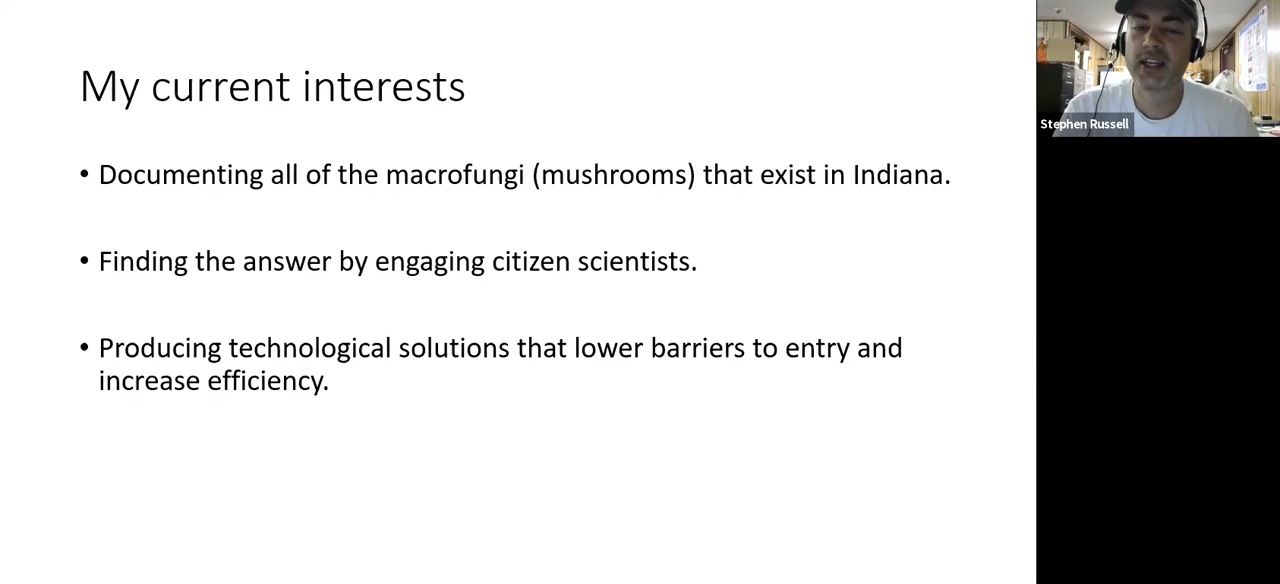 My current interests
• Documenting all of the macrofungi (mushrooms) that exist in Indiana.
• Finding the answer by engaging citizen scientists.
• Producing technological solutions that lower barriers to entry and
increase efficiency.
Stephen Russell